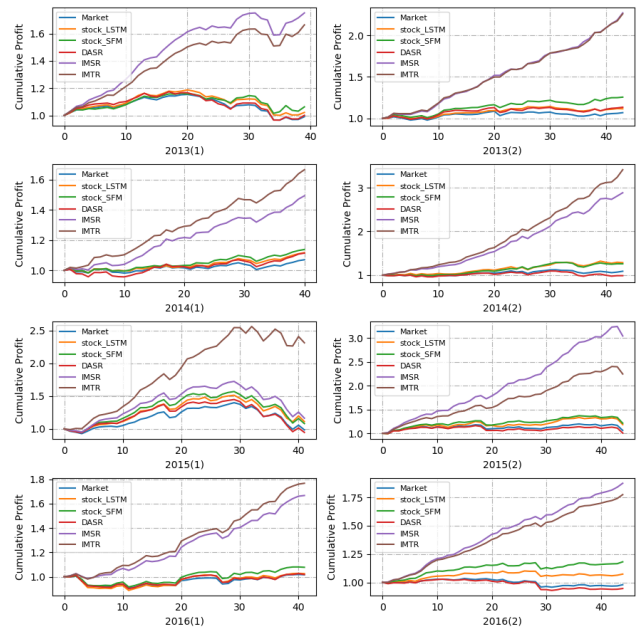 Cumulative Profit
1.6
1.4
1.2
1.0
Market
stock_LSTM
stock_SFM
DASR
IMSR
IMTR
0 10 20 30 40
2013(1)
Cumulative Profit
2.0
1.5
1.0
Market
stock_LSTM
stock_SFM
DASR
IMSR
IMTR
0 10 20 30 40
2013(2)
Cumulative Profit
1.6
1.4
1.2
1.0
Market
stock_LSTM
stock_SFM
DASR
IMSR
IMTR
0 10 20 30 40
2014(1)
Cumulative Profit
3
2
1
Market
stock_LSTM
stock_SFM
DASR
IMSR
IMTR
0 10 20 30 40
2014(2)
Cumulative Profit
2.5
2.0
1.5
1.0
Market
stock_LSTM
stock_SFM
DASR
IMSR
IMTR
0 10 20 30 40
2015(1)
Cumulative Profit
3.0
2.5
2.0
1.5
1.0
Market
stock_LSTM
stock_SFM
DASR
IMSR
IMTR
0 10 20 30 40
2015(2)
Cumulative Profit
1.8
1.6
1.4
1.2
1.0
Market
stock_LSTM
stock_SFM
DASR
IMSR
IMTR
0 10 20 30 40
2016(1)
Cumulative Profit
1.75
1.50
1.25
1.00
Market
stock_LSTM
stock_SFM
DASR
IMSR
IMTR
0 10 20 30 40
2016(2)